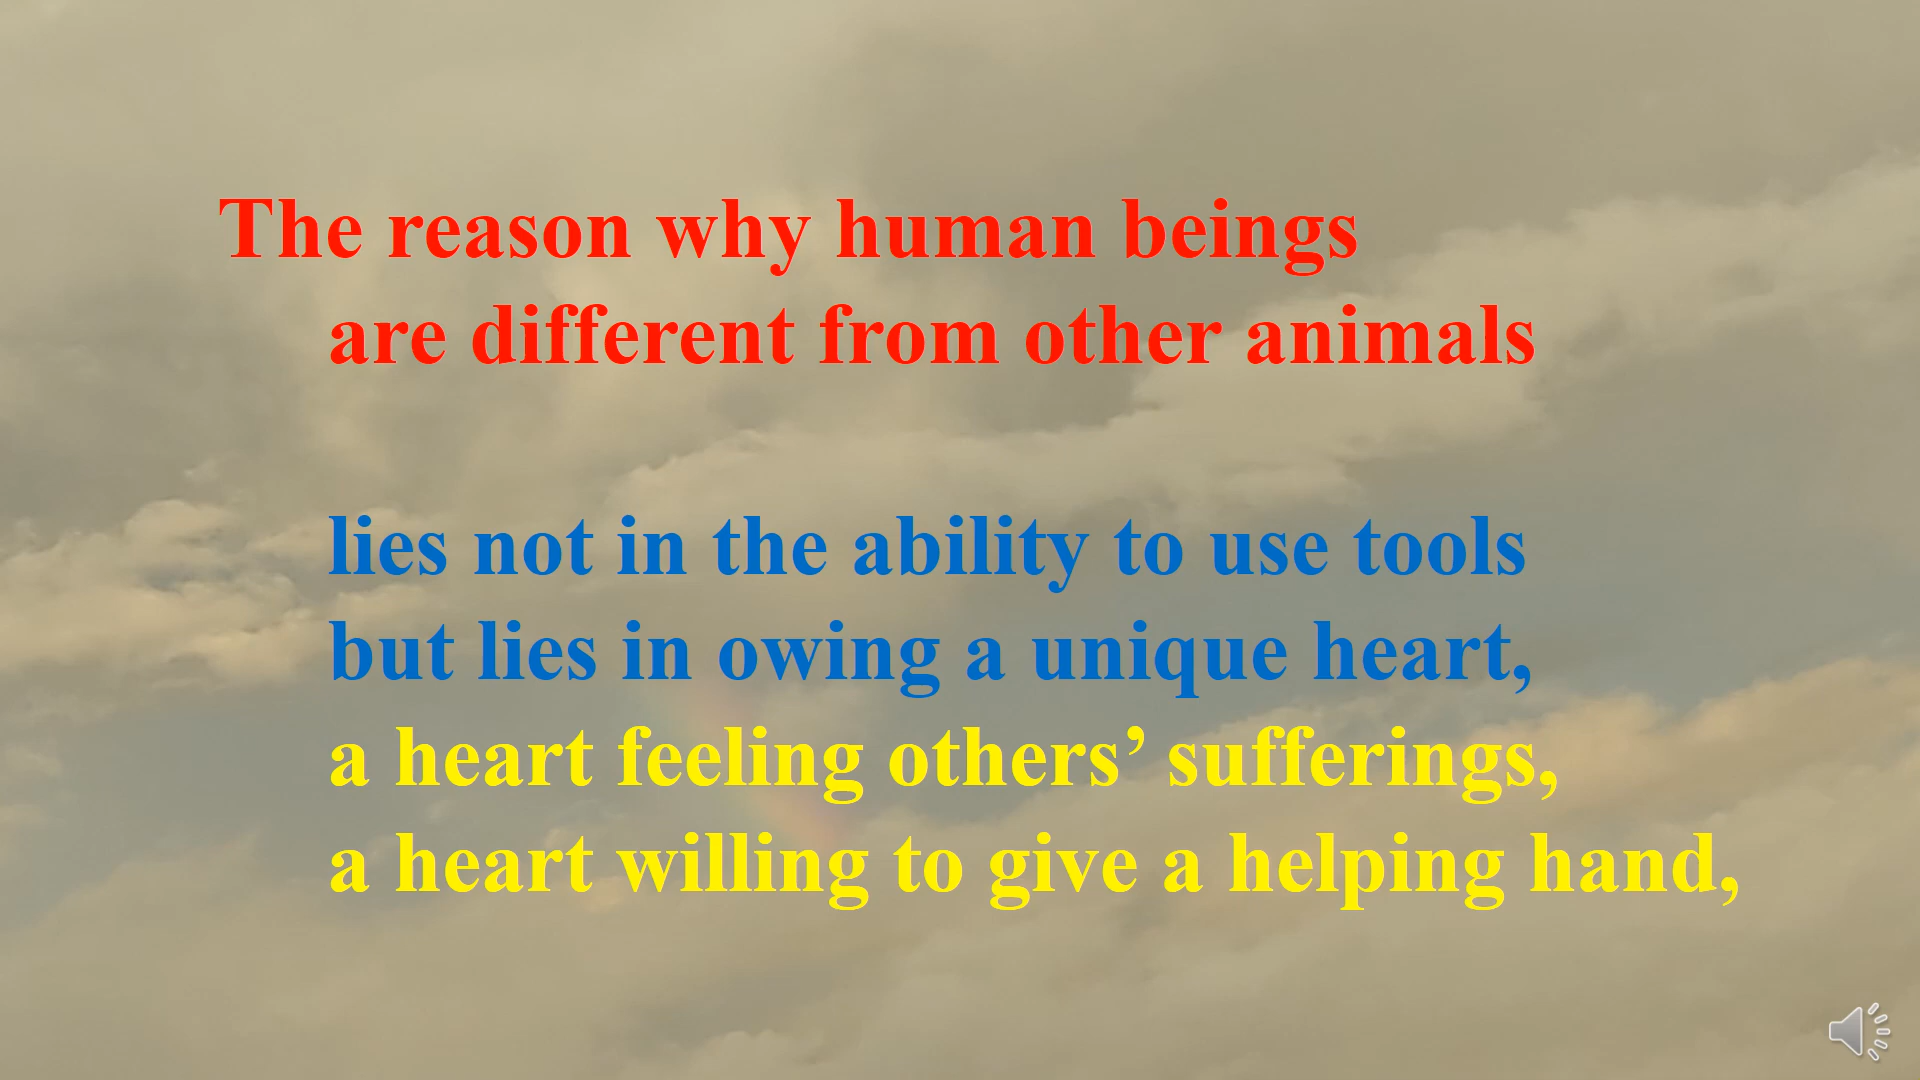 The reason why human beings
are different from other animals
lies not in the ability to use tools
but lies in owing a unique heart,
a heart feeling others’ sufferings,
a heart willing to give a helping hand,